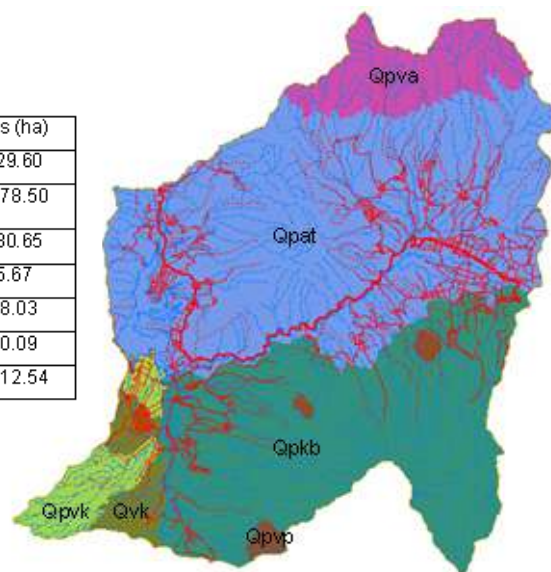 s (ha)
29.60
78.50
30.65
5.67
8.03
0.09
12.54
Qpva
Qpat
Qpkb
Qpvk
Qvk
Qpvp